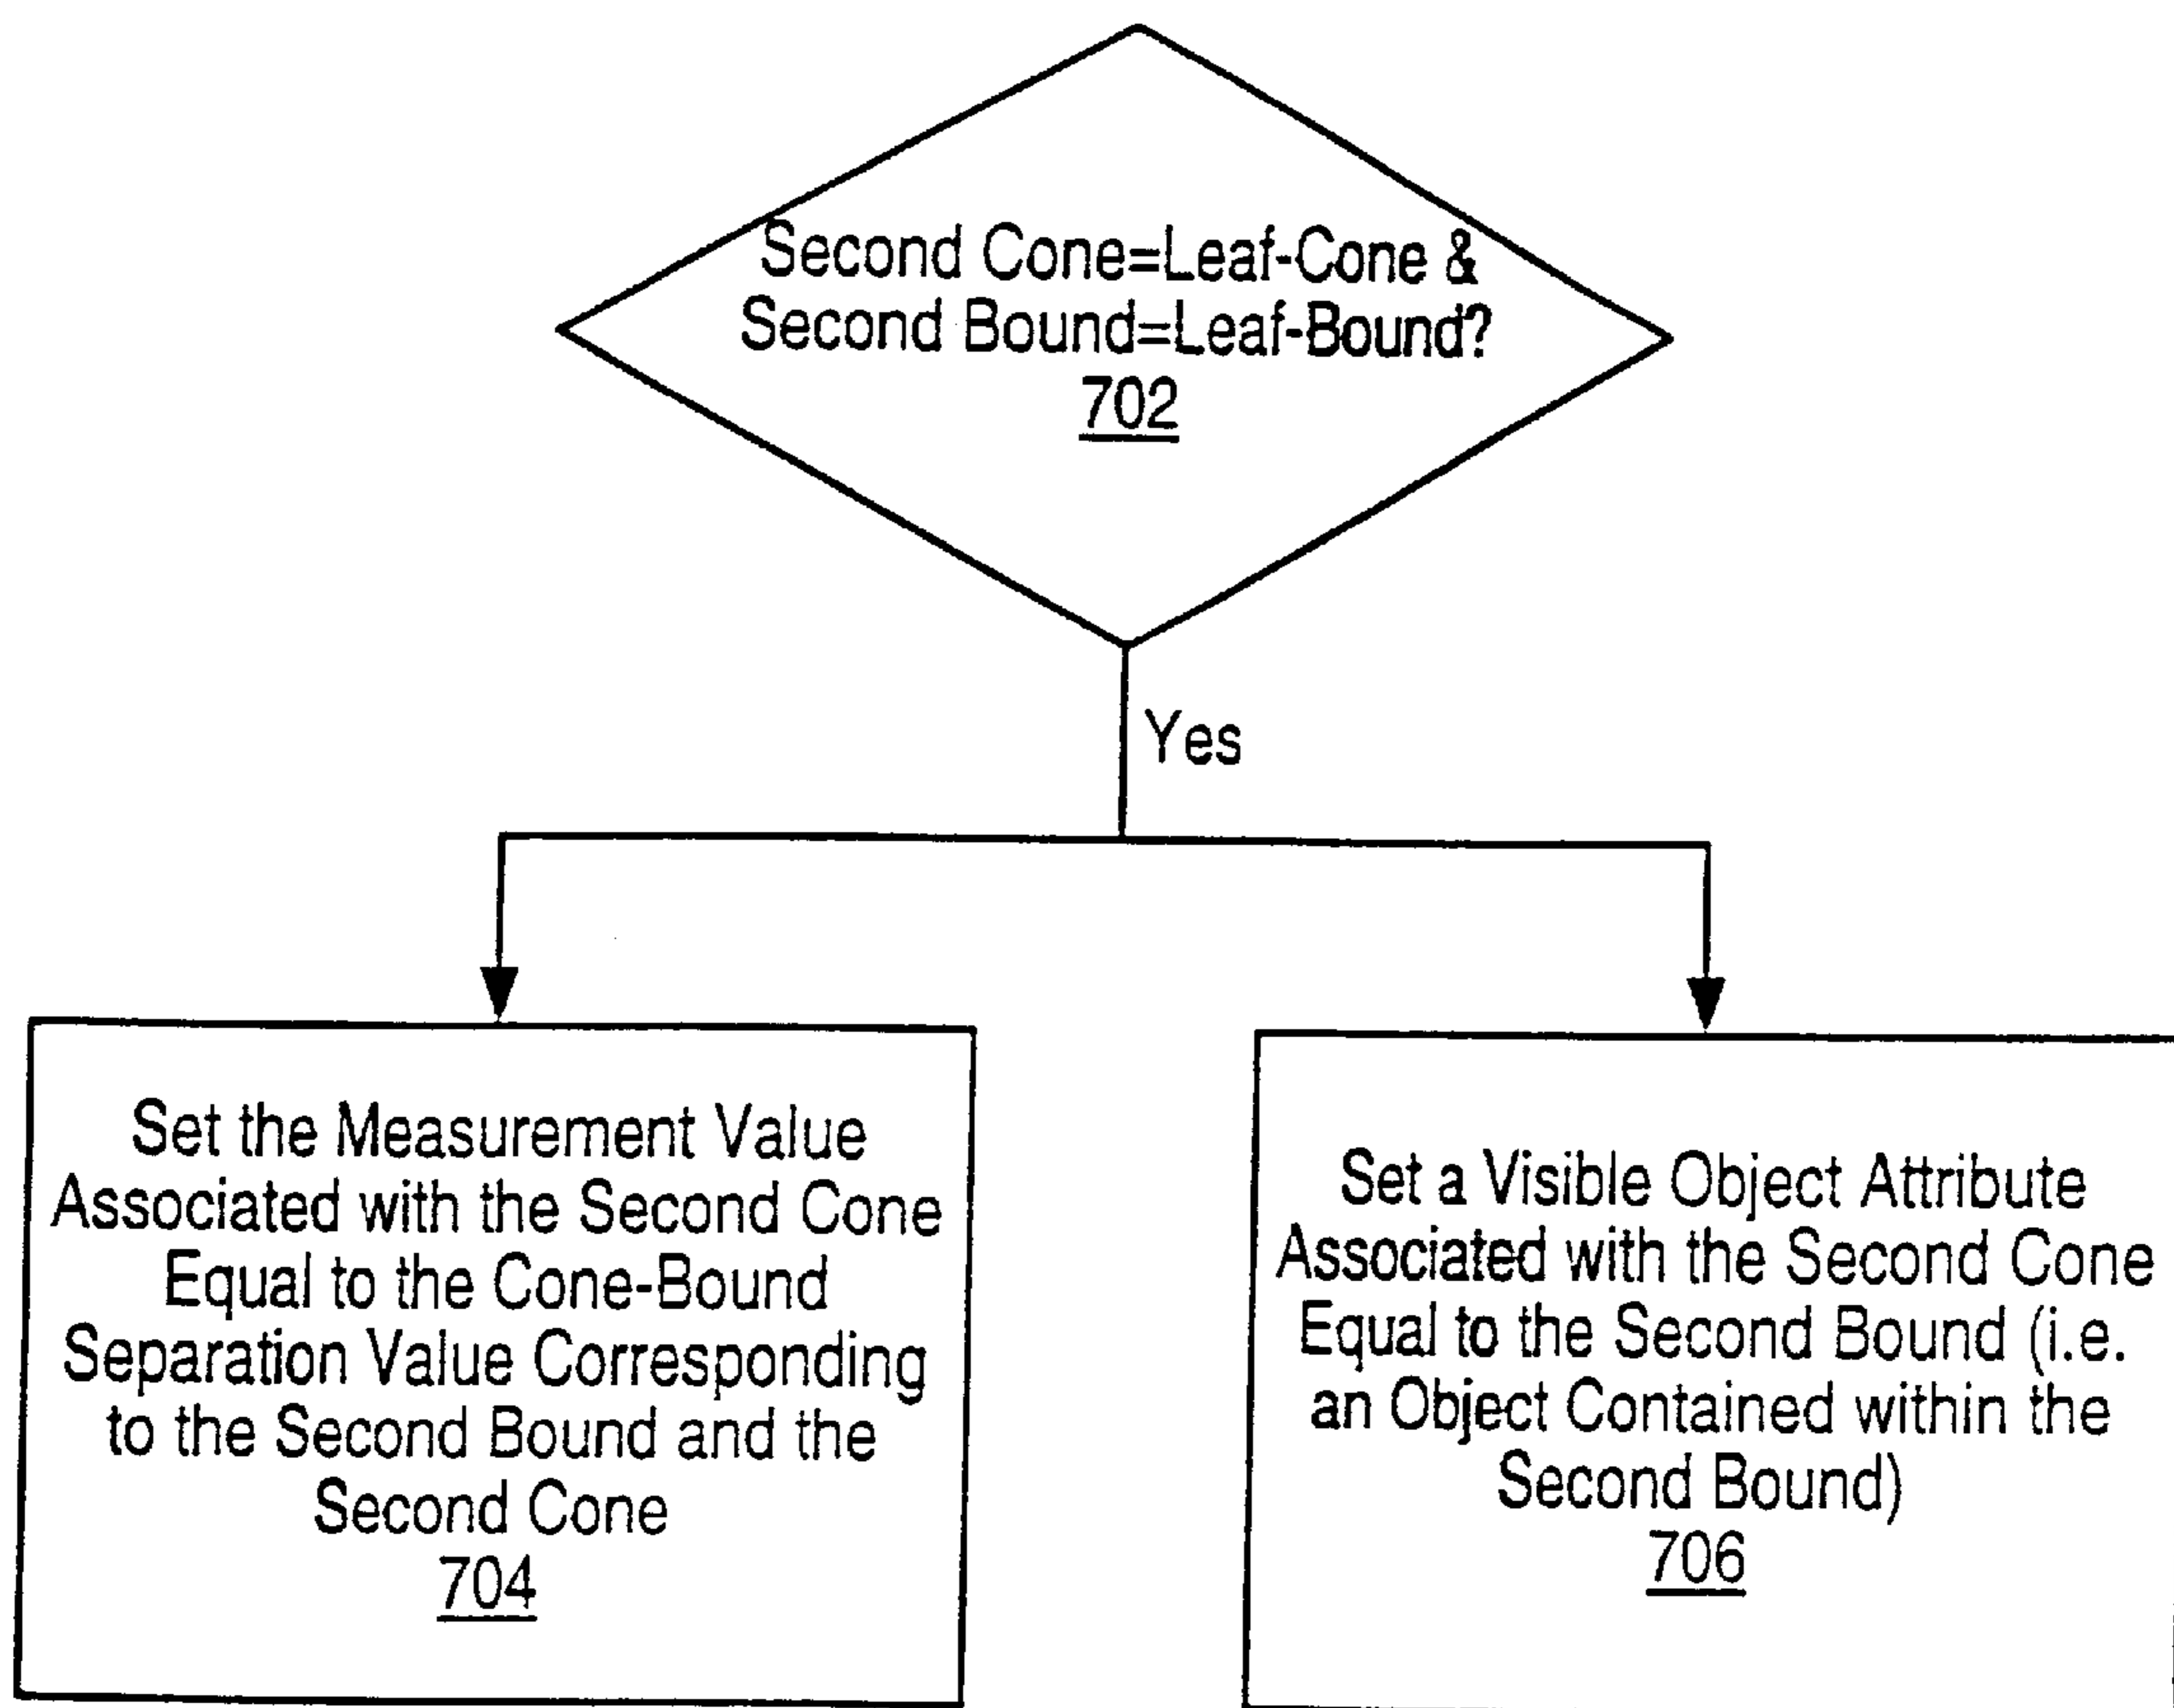 Second Cone=Leaf-Cone &
Second Bound=Leaf-Bound?
702
Yes
Set the Measurement Value
Associated with the Second Cone
Equal to the Cone-Bound
Separation Value Corresponding
to the Second Bound and the
Second Cone
704
Set a Visible Object Attribute
Associated with the Second Cone
Equal to the Second Bound (i.e.
an Object Contained within the
Second Bound)
706